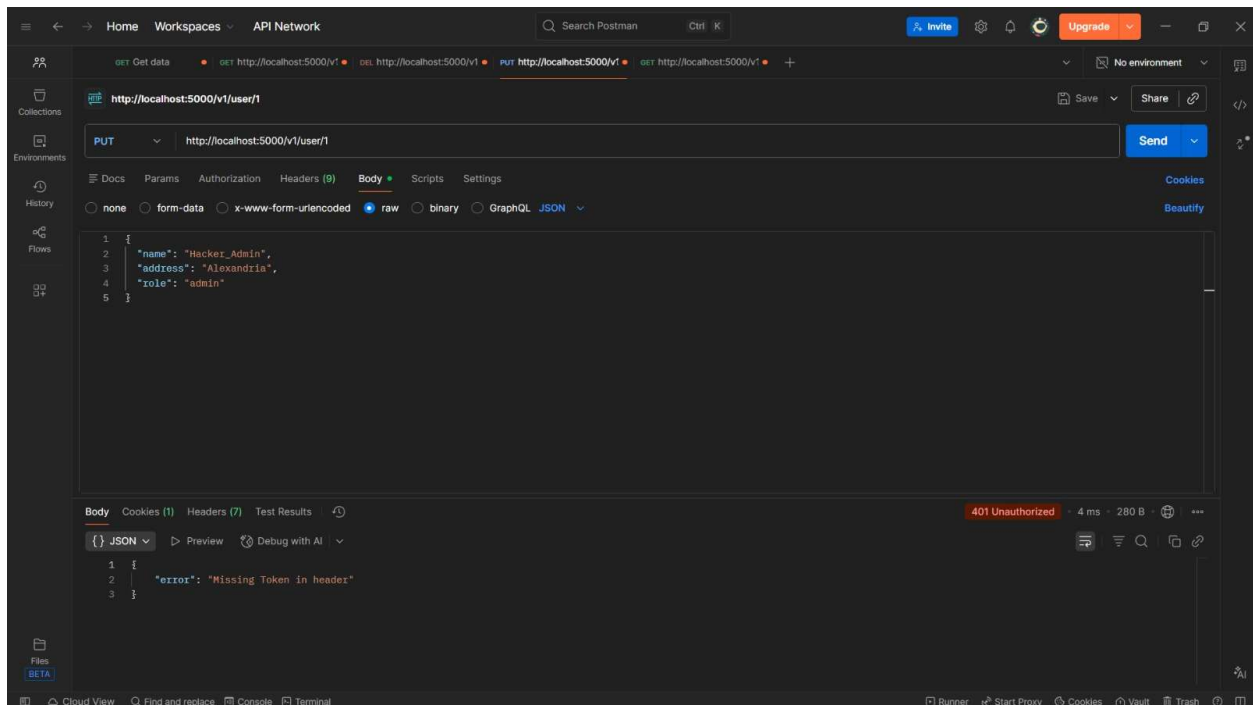 Home Workspaces API Network Search Postman Ctrl K Invite Upgrade
GET Get data GET http://localhost:5000/v1 DEL http://localhost:5000/v1 PUT http://localhost:5000/v1 GET http://localhost:5000/v1 + No environment
Collections
Environments
History
Flows
Files
BETA
HTTP http://localhost:5000/v1/user/1 Save Share
PUT http://localhost:5000/v1/user/1 Send
Docs Params Authorization Headers (9) Body Scripts Settings Cookies
none form-data x-www-form-urlencoded raw binary GraphQL JSON Beautify
1 {
2 "name": "Hacker_Admin",
3 "address": "Alexandria",
4 "role": "admin"
5 }
Body Cookies (1) Headers (7) Test Results 401 Unauthorized 4 ms 280 B
{} JSON Preview Debug with AI
1 {
2 "error": "Missing Token in header"
3 }
AI
Cloud View Find and replace Console Terminal Runner Start Proxy Cookies Vault Trash